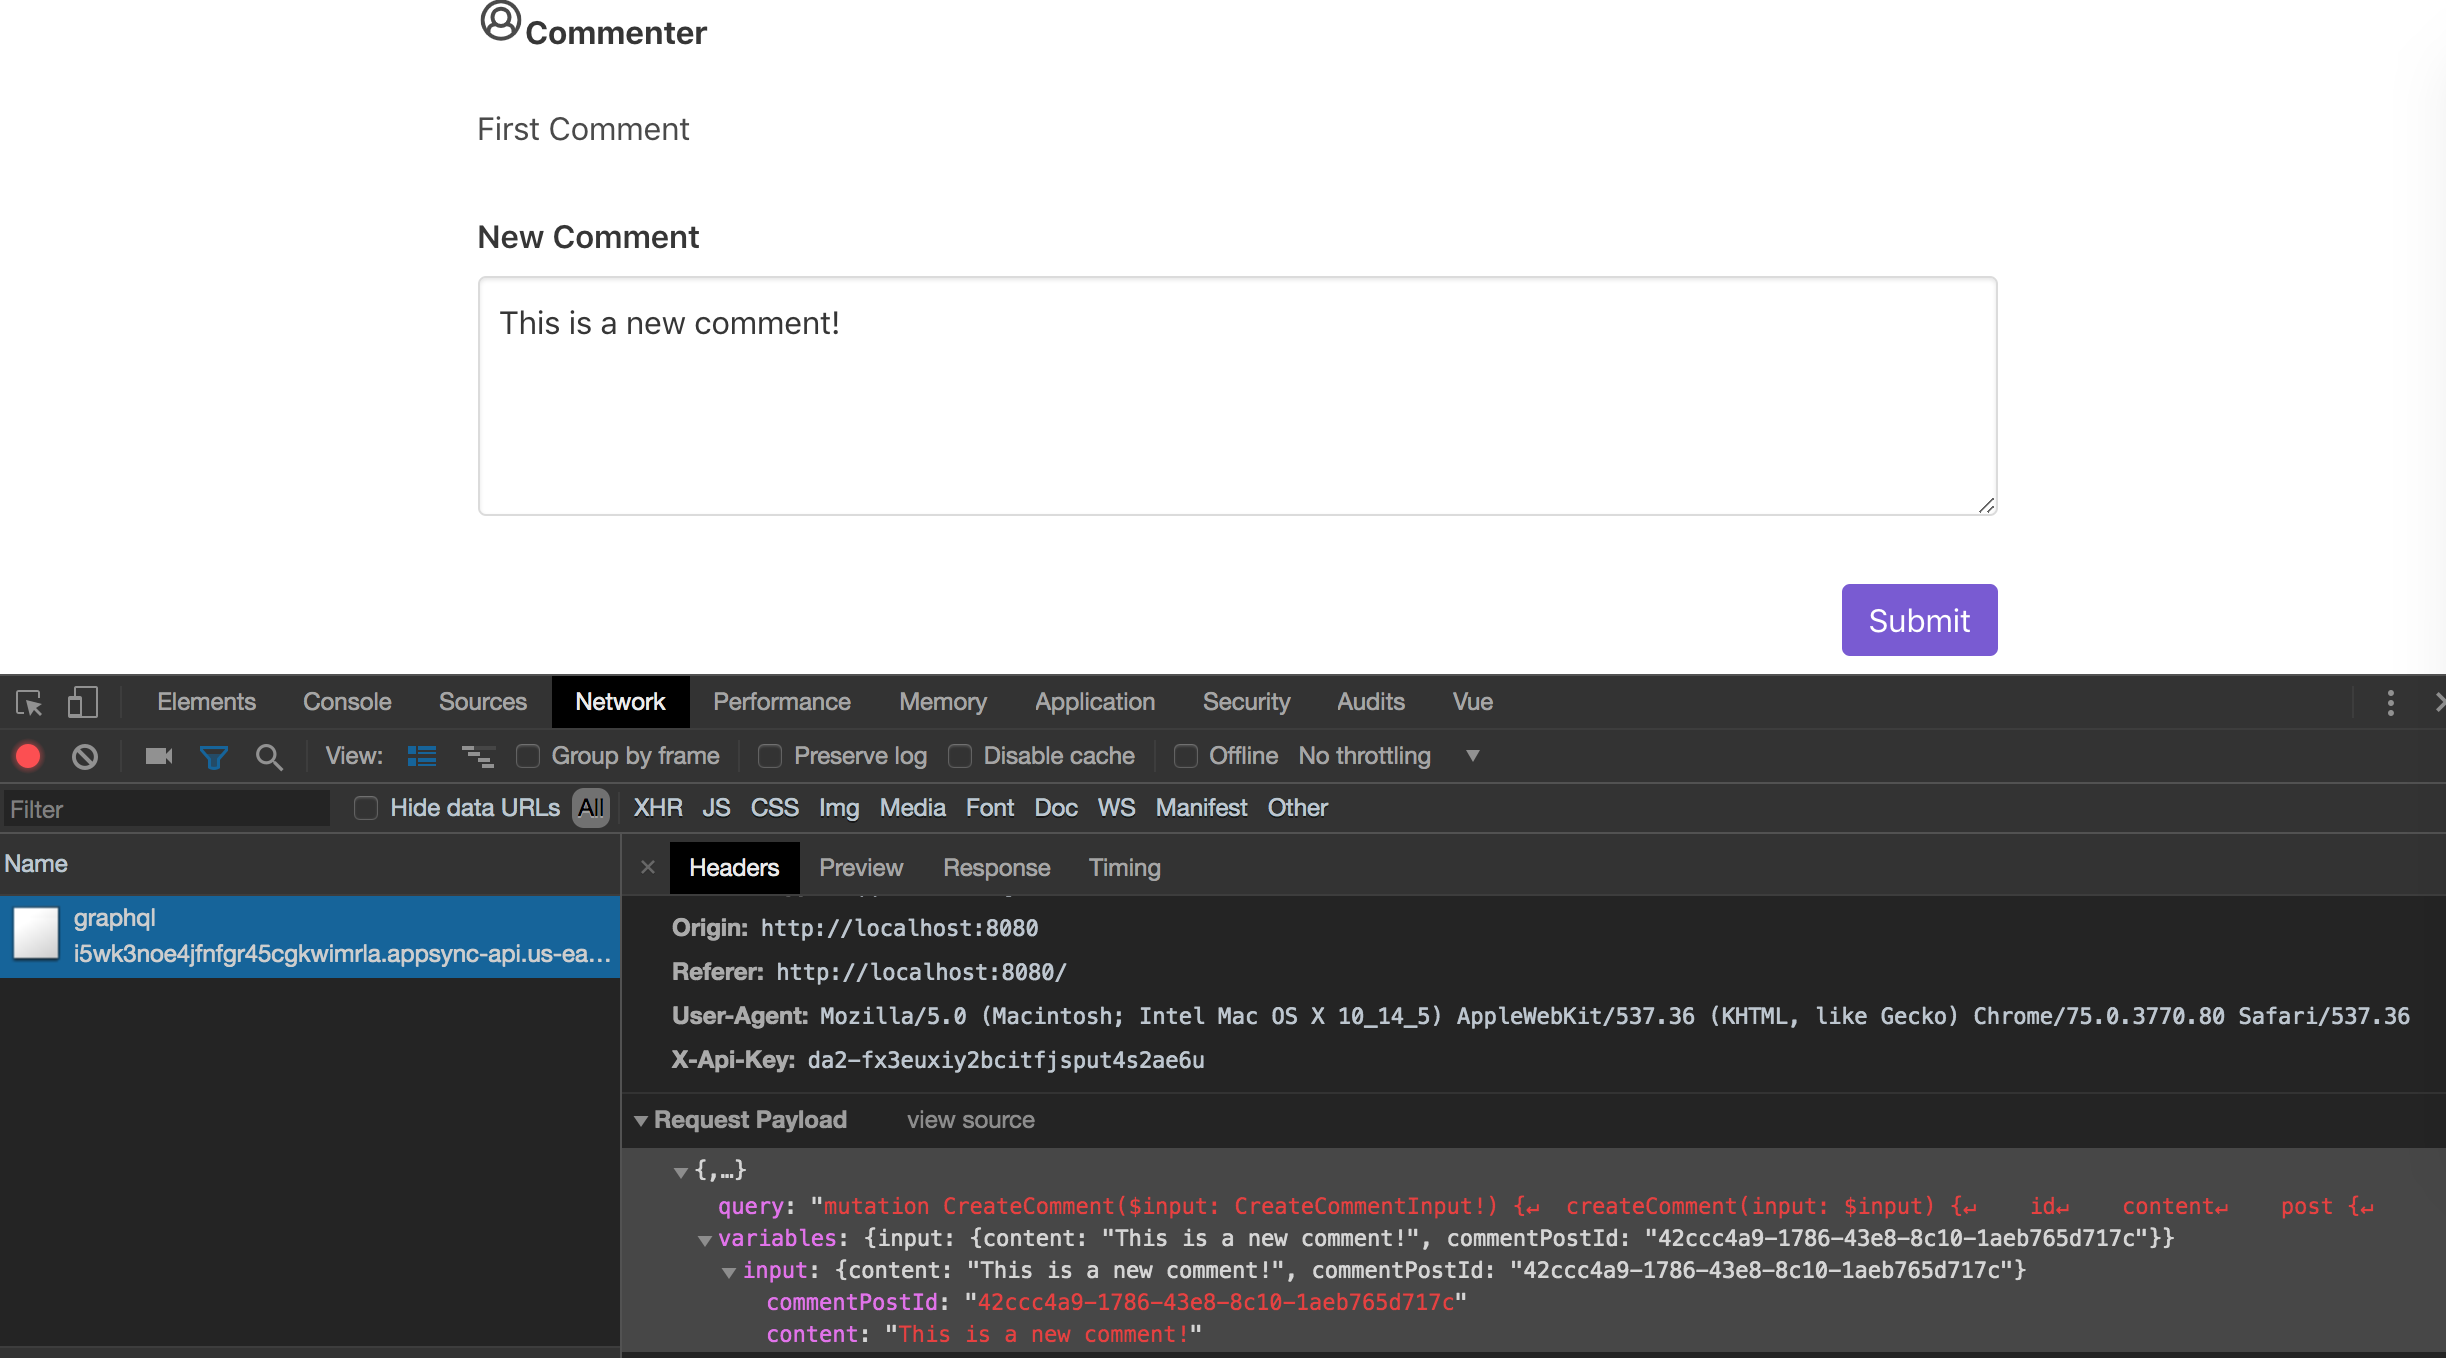 Commenter
First Comment
New Comment
This is a new comment!
Submit
Elements Console Sources Network Performance Memory Application Security Audits Vue
View: Group by frame Preserve log Disable cache Offline No throttling
Filter Hide data URLs All XHR JS CSS Img Media Font Doc WS Manifest Other
Name
Headers Preview Response Timing
graphql
i5wk3noe4jfnfgr45cgkwimrla.appsync-api.us-ea…
Origin: http://localhost:8080
Referer: http://localhost:8080/
User-Agent: Mozilla/5.0 (Macintosh; Intel Mac OS X 10_14_5) AppleWebKit/537.36 (KHTML, like Gecko) Chrome/75.0.3770.80 Safari/537.36
X-Api-Key: da2-fx3euxiy2bcitfjsput4s2ae6u
Request Payload view source
{,…}
query: "mutation CreateComment($input: CreateCommentInput!) {↵ createComment(input: $input) {↵ id↵ content↵ post {↵
variables: {input: {content: "This is a new comment!", commentPostId: "42ccc4a9-1786-43e8-8c10-1aeb765d717c"}}
input: {content: "This is a new comment!", commentPostId: "42ccc4a9-1786-43e8-8c10-1aeb765d717c"}
commentPostId: "42ccc4a9-1786-43e8-8c10-1aeb765d717c"
content: "This is a new comment!"